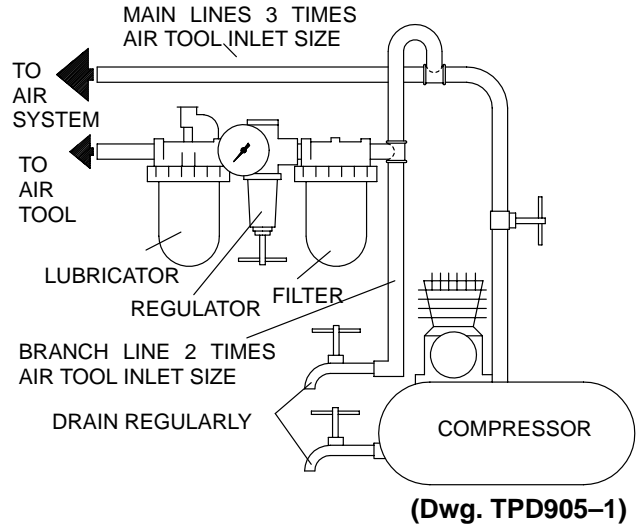 MAIN LINES 3 TIMES
AIR TOOL INLET SIZE
TO
AIR
SYSTEM
TO
AIR
TOOL
LUBRICATOR
REGULATOR
FILTER
BRANCH LINE 2 TIMES
AIR TOOL INLET SIZE
DRAIN REGULARLY
COMPRESSOR
(Dwg. TPD905–1)